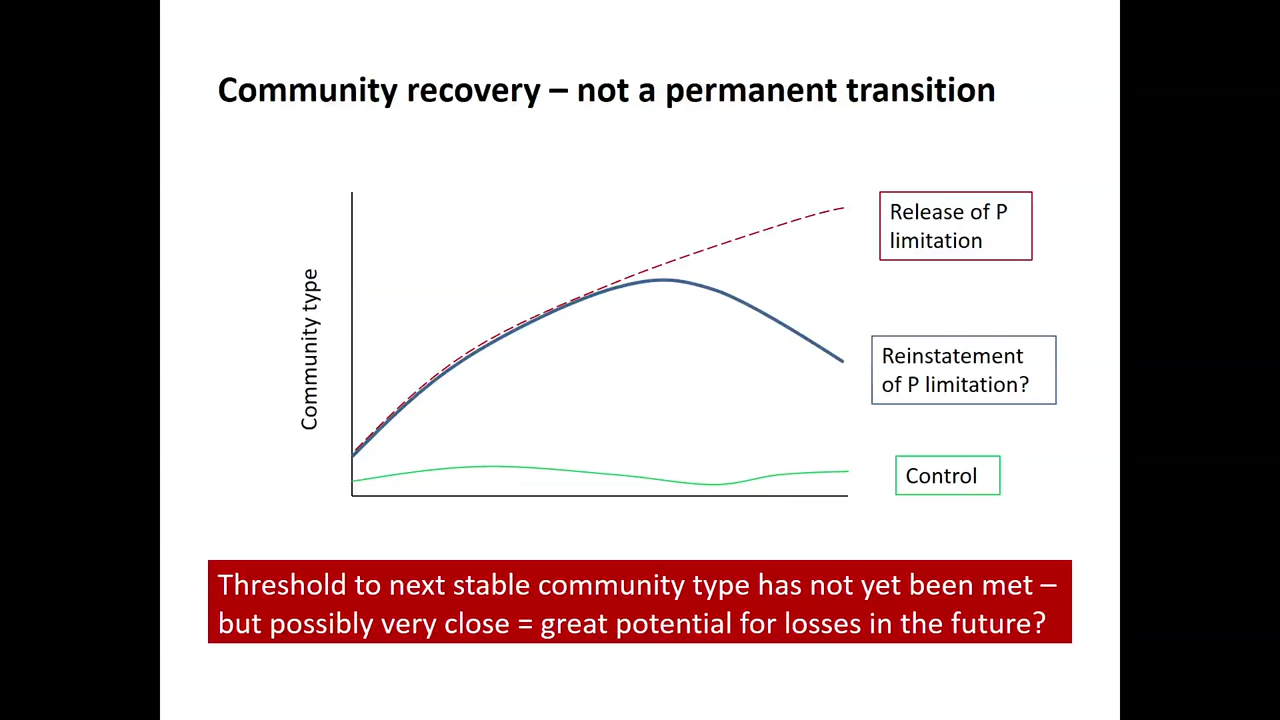 Community recovery – not a permanent transition
Community type
Release of P
limitation
Reinstatement
of P limitation?
Control
Threshold to next stable community type has not yet been met –
but possibly very close = great potential for losses in the future?